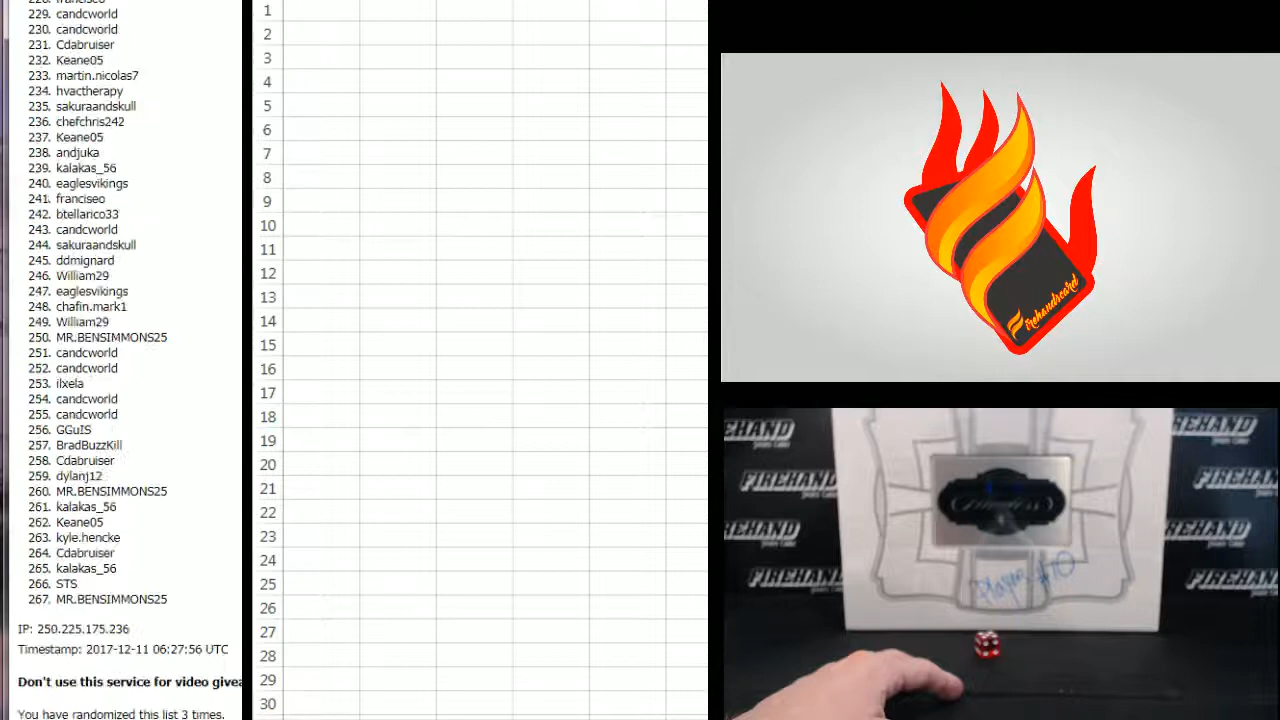 228. franciseo
229. candcworld
230. candcworld
231. Cdabruiser
232. Keane05
233. martin.nicolas7
234. hvactherapy
235. sakuraandskull
236. chefchris242
237. Keane05
238. andjuka
239. kalakas_56
240. eaglesvikings
241. franciseo
242. btellarico33
243. candcworld
244. sakuraandskull
245. ddmignard
246. William29
247. eaglesvikings
248. chafin.mark1
249. William29
250. MR.BENSIMMONS25
251. candcworld
252. candcworld
253. ilxela
254. candcworld
255. candcworld
256. GGuIS
257. BradBuzzKill
258. Cdabruiser
259. dylanj12
260. MR.BENSIMMONS25
261. kalakas_56
262. Keane05
263. kyle.hencke
264. Cdabruiser
265. kalakas_56
266. STS
267. MR.BENSIMMONS25
IP: 250.225.175.236
Timestamp: 2017-12-11 06:27:56 UTC
Don't use this service for video givea
You have randomized this list 3 times.
1
2
3
4
5
6
7
8
9
10
11
12
13
14
15
16
17
18
19
20
21
22
23
24
25
26
27
28
29
30
Firehandscard
FIREHAND
FIREHAND
FIREHAND
FIREHAND
FIREHAND
FIREHAND
FIREHAND
FIREHAND
Player #10